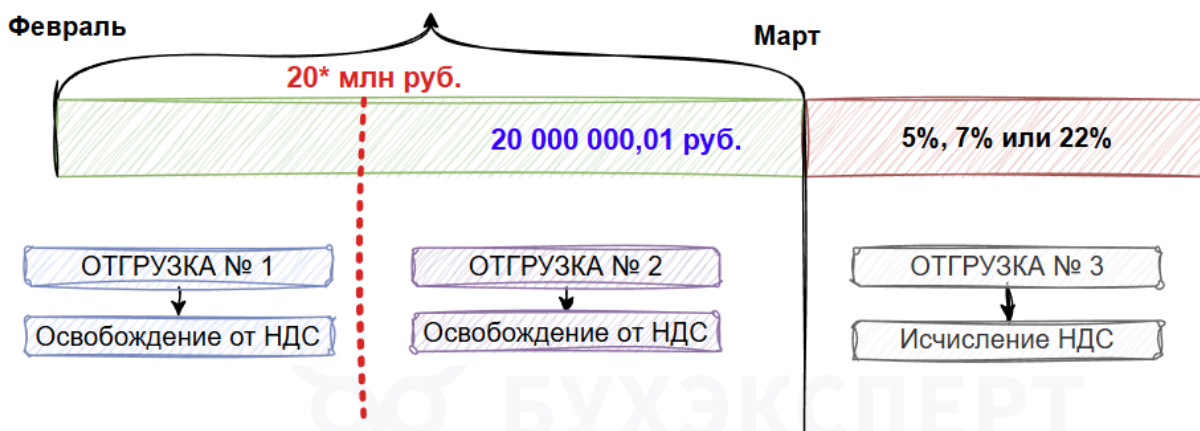 Февраль
Март
20* млн руб.
20 000 000,01 руб.
5%, 7% или 22%
ОТГРУЗКА № 1
ОТГРУЗКА № 2
ОТГРУЗКА № 3
Освобождение от НДС
Освобождение от НДС
Исчисление НДС
БУХЭКСПЕРТ